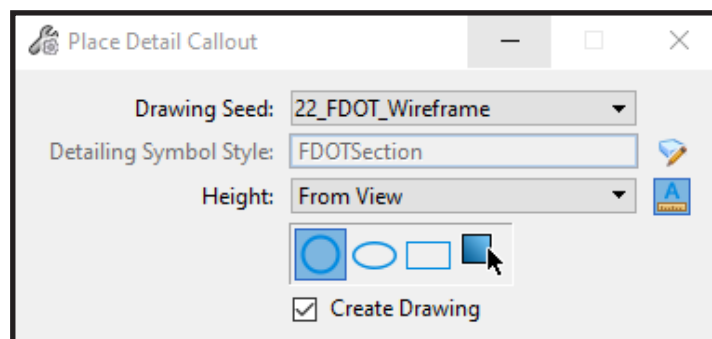 Place Detail Callout
Drawing Seed: 22_FDOT_Wireframe
Detailing Symbol Style: FDOTSection
Height: From View
A
Create Drawing